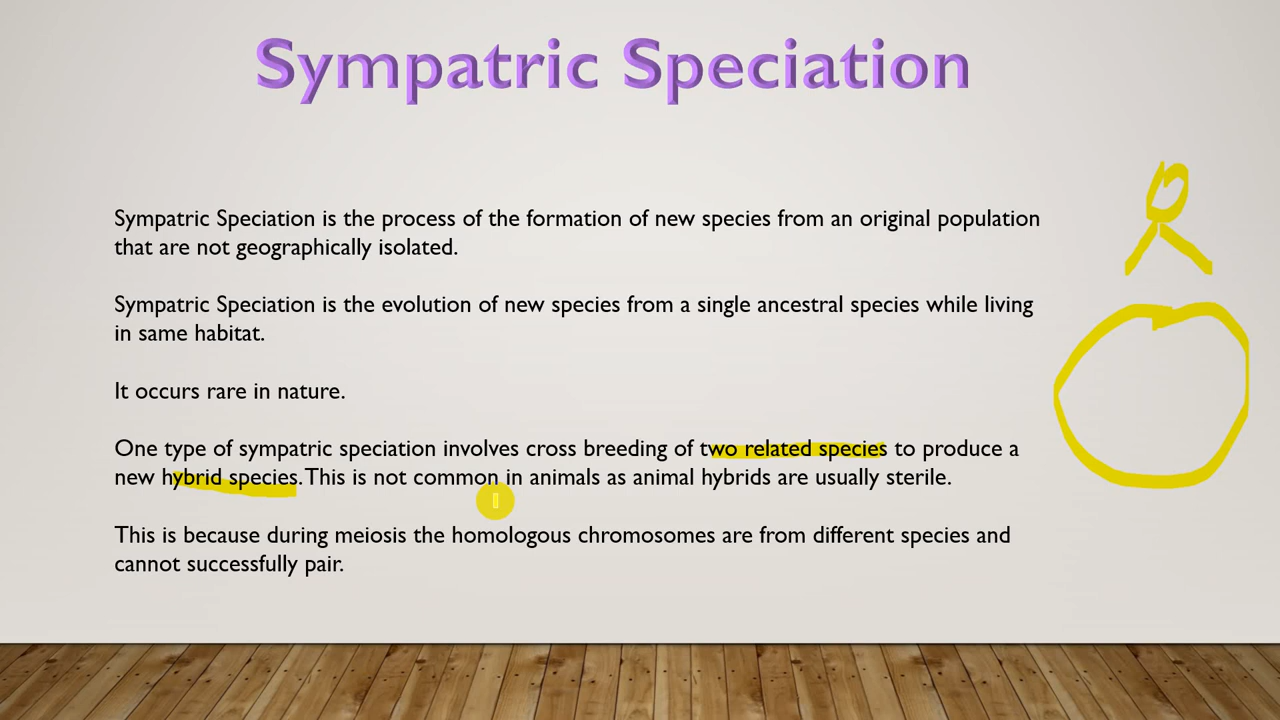 Sympatric Speciation
Sympatric Speciation is the process of the formation of new species from an original population
that are not geographically isolated.
Sympatric Speciation is the evolution of new species from a single ancestral species while living
in same habitat.
It occurs rare in nature.
One type of sympatric speciation involves cross breeding of two related species to produce a
new hybrid species. This is not common in animals as animal hybrids are usually sterile.
This is because during meiosis the homologous chromosomes are from different species and
cannot successfully pair.